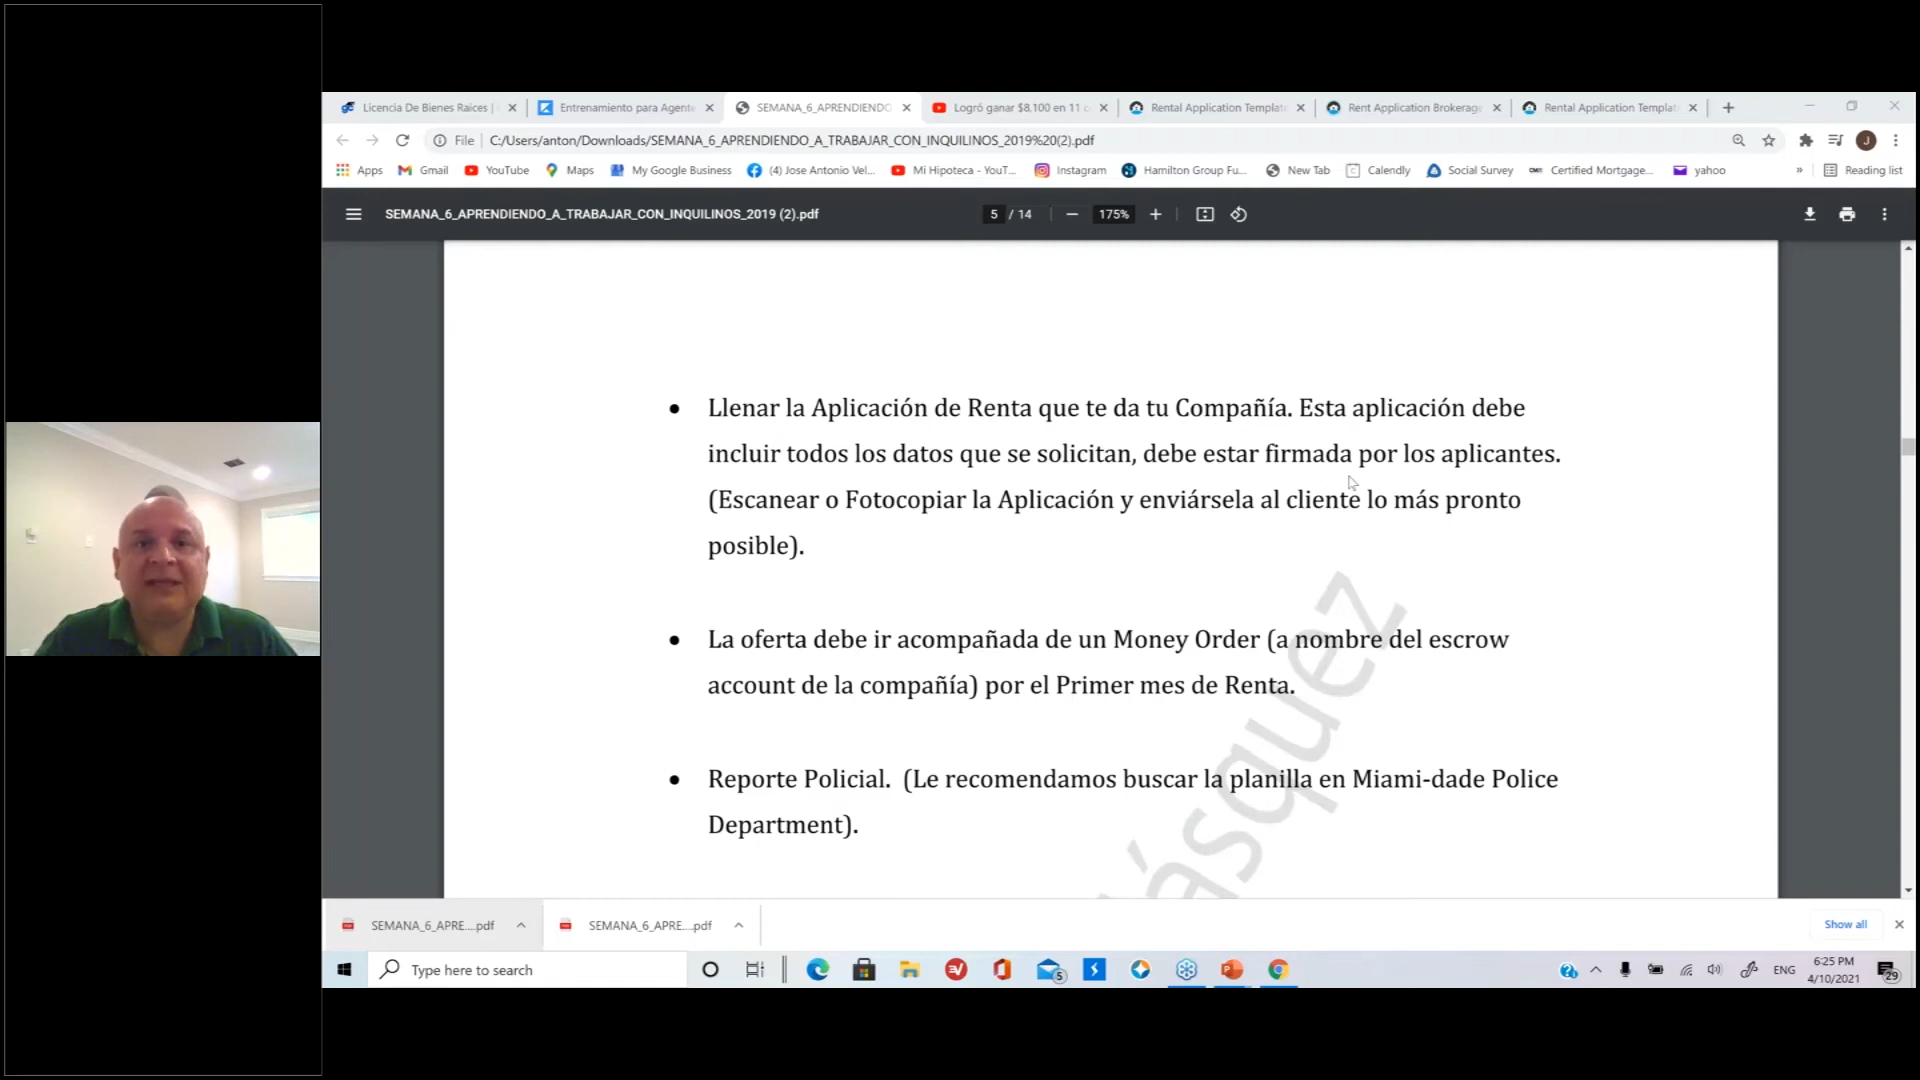 Licencia De Bienes Raices |
Entrenamiento para Agente
SEMANA_6_APRENDIENDO
Logró ganar $8,100 en 11
Rental Application Templat
Rent Application Brokerage
Rental Application Templat
File | C:/Users/anton/Downloads/SEMANA_6_APRENDIENDO_A_TRABAJAR_CON_INQUILINOS_2019%20(2).pdf
J
Apps
Gmail
YouTube
Maps
My Google Business
(4) Jose Antonio Vel...
Mi Hipoteca - YouT...
Instagram
Hamilton Group Fu...
New Tab
Calendly
Social Survey
Certified Mortgage...
yahoo
»
Reading list
SEMANA_6_APRENDIENDO_A_TRABAJAR_CON_INQUILINOS_2019 (2).pdf
5 / 14
175%
• Llenar la Aplicación de Renta que te da tu Compañía. Esta aplicación debe
incluir todos los datos que se solicitan, debe estar firmada por los aplicantes.
(Escanear o Fotocopiar la Aplicación y enviársela al cliente lo más pronto
posible).
• La oferta debe ir acompañada de un Money Order (a nombre del escrow
account de la compañía) por el Primer mes de Renta.
• Reporte Policial. (Le recomendamos buscar la planilla en Miami-dade Police
Department).
ásquez
SEMANA_6_APRE....pdf
SEMANA_6_APRE....pdf
Show all
Type here to search
5
ENG
6:25 PM
4/10/2021
29